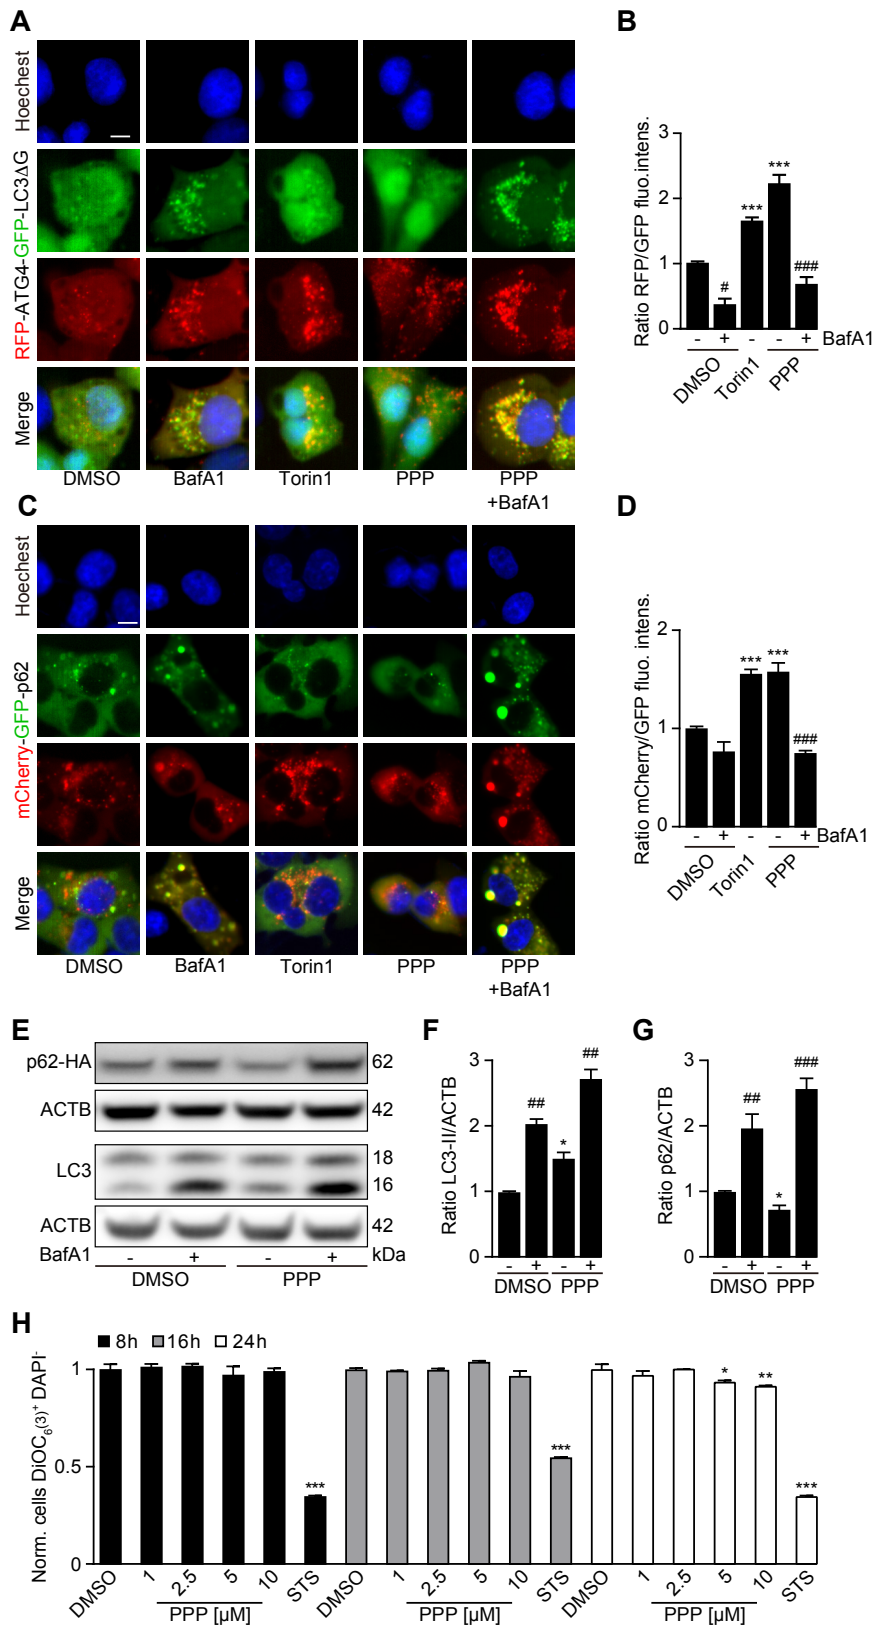 A
Hoechest
RFP-ATG4-GFP-LC3ΔG
Merge
DMSO BafA1 Torin1 PPP PPP
+BafA1
B
Ratio RFP/GFP fluo.intens.
3
2
1
0
# *** *** ###
- + - - + BafA1
DMSO Torin1 PPP
C
Hoechest
mCherry-GFP-p62
Merge
DMSO BafA1 Torin1 PPP PPP
+BafA1
D
Ratio mCherry/GFP fluo. intens.
2
1
0
*** *** ###
- + - - + BafA1
DMSO Torin1 PPP
E
p62-HA 62
ACTB 42
LC3 18
16
ACTB 42
BafA1 - + - + kDa
DMSO PPP
F
Ratio LC3-II/ACTB
3
2
1
0
## * ##
- + - +
DMSO PPP
G
Ratio p62/ACTB
3
2
1
0
## * ###
- + - +
DMSO PPP
H
8h 16h 24h
Norm. cells DiOC6(3)+ DAPI-
1
0.5
0
*** *** * ** ***
DMSO 1 2.5 5 10 STS DMSO 1 2.5 5 10 STS DMSO 1 2.5 5 10 STS
PPP [µM] PPP [µM] PPP [µM]